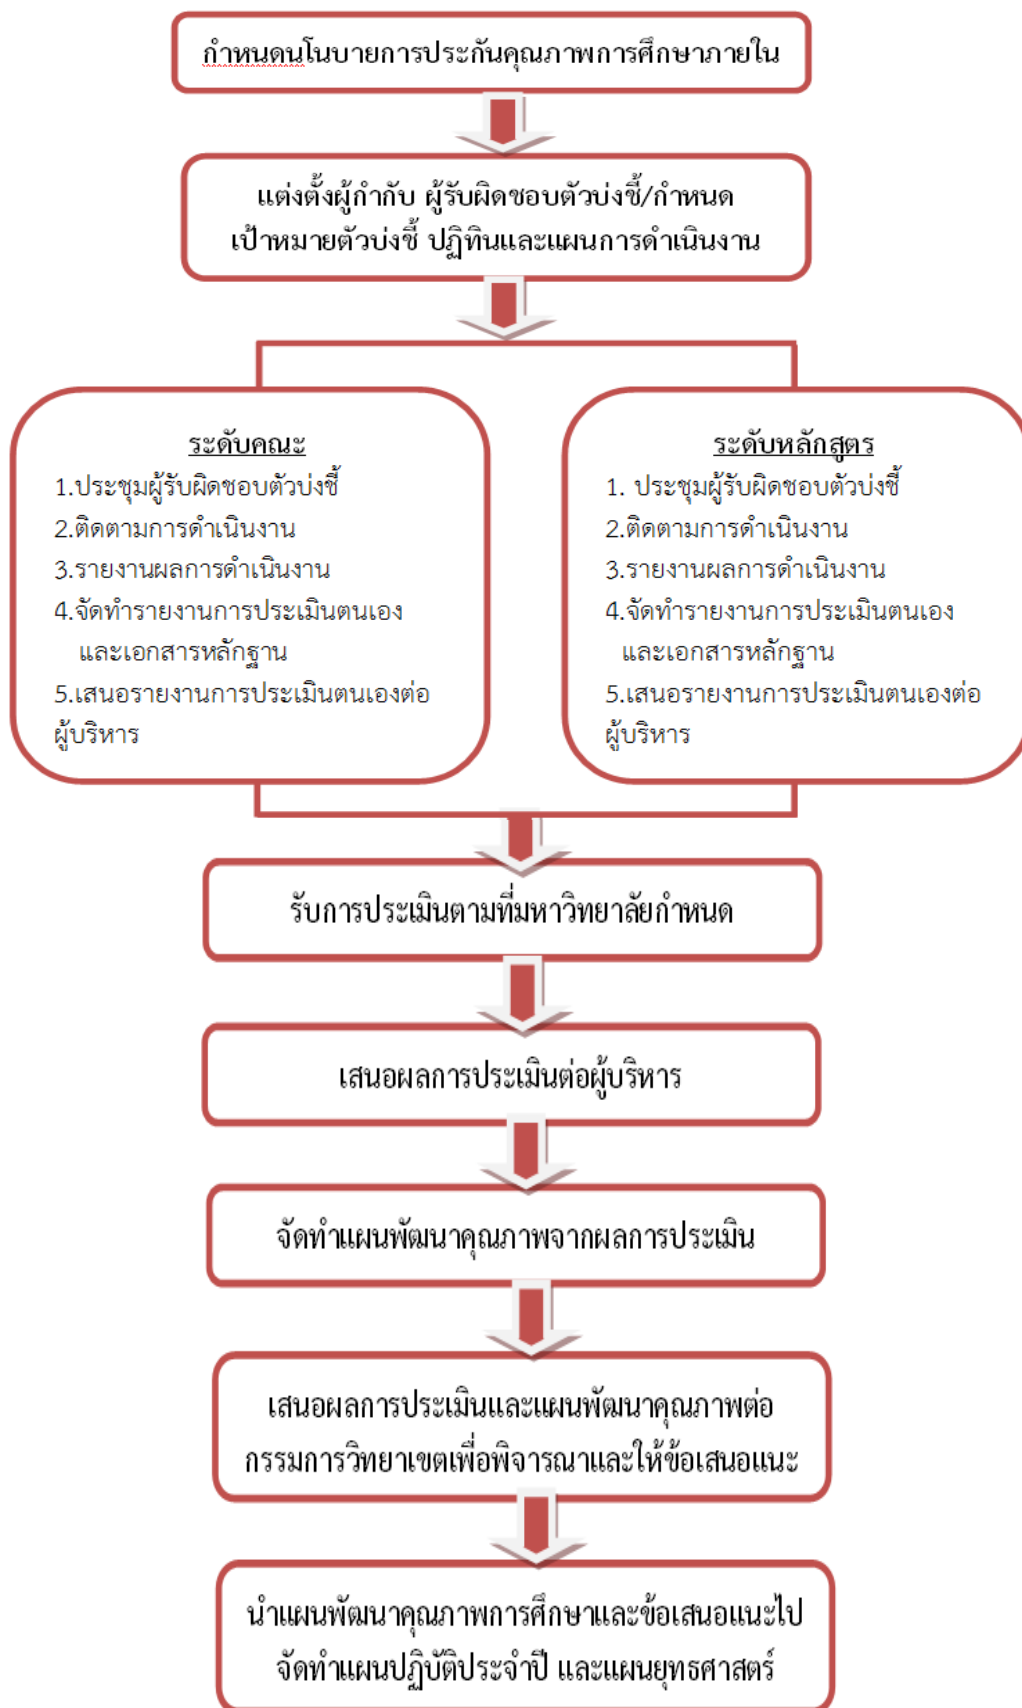 กำหนดนโนบายการประกันคุณภาพการศึกษาภายใน
แต่งตั้งผู้กำกับ ผู้รับผิดชอบตัวบ่งชี้/กำหนด
เป้าหมายตัวบ่งชี้ ปฏิทินและแผนการดำเนินงาน
ระดับคณะ
1.ประชุมผู้รับผิดชอบตัวบ่งชี้
2.ติดตามการดำเนินงาน
3.รายงานผลการดำเนินงาน
4.จัดทำรายงานการประเมินตนเอง
และเอกสารหลักฐาน
5.เสนอรายงานการประเมินตนเองต่อ
ผู้บริหาร
ระดับหลักสูตร
1. ประชุมผู้รับผิดชอบตัวบ่งชี้
2.ติดตามการดำเนินงาน
3.รายงานผลการดำเนินงาน
4.จัดทำรายงานการประเมินตนเอง
และเอกสารหลักฐาน
5.เสนอรายงานการประเมินตนเองต่อ
ผู้บริหาร
รับการประเมินตามที่มหาวิทยาลัยกำหนด
เสนอผลการประเมินต่อผู้บริหาร
จัดทำแผนพัฒนาคุณภาพจากผลการประเมิน
เสนอผลการประเมินและแผนพัฒนาคุณภาพต่อ
กรรมการวิทยาเขตเพื่อพิจารณาและให้ข้อเสนอแนะ
นำแผนพัฒนาคุณภาพการศึกษาและข้อเสนอแนะไป
จัดทำแผนปฏิบัติประจำปี และแผนยุทธศาสตร์